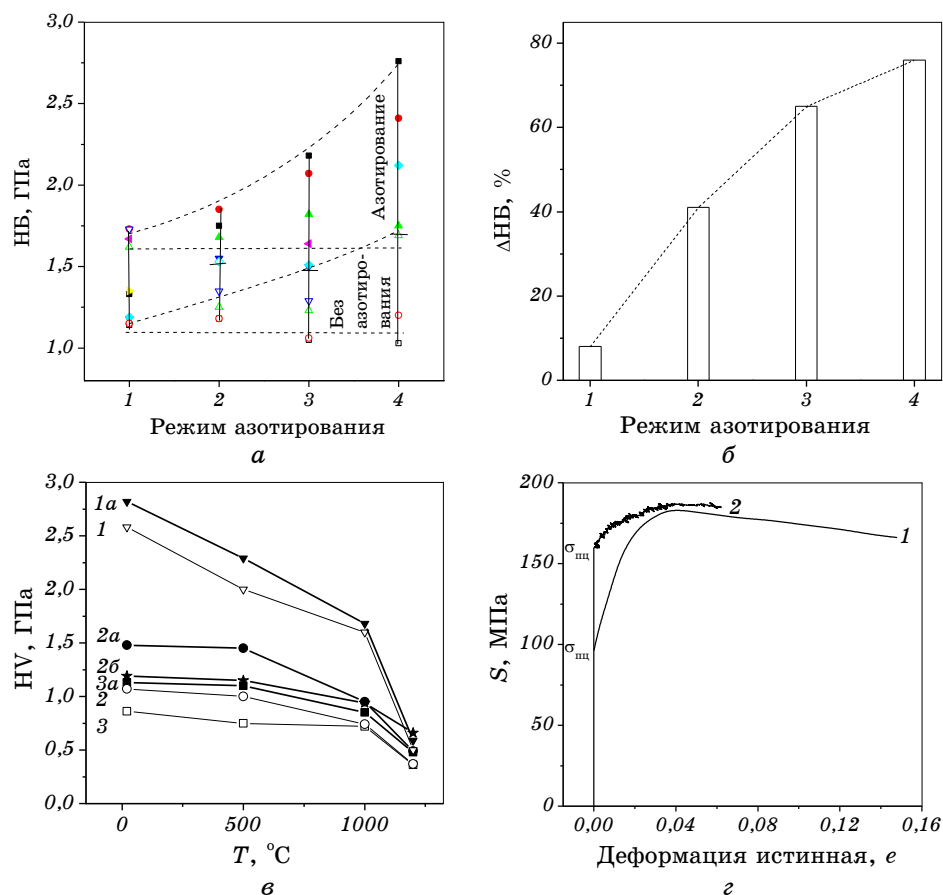 3,0
2,5
2,0
1,5
1,0
НБ, ГПа
Азотирование
Без
азотиро-
вания
1 2 3 4
Режим азотирования
а
80
60
40
20
0
ΔНБ, %
1 2 3 4
Режим азотирования
б
3,0
2,5
2,0
1,5
1,0
0,5
0,0
HV, ГПа
1а
1
2а
2б
3а
2
3
0 500 1000
T, °C
в
200
150
100
50
0
S, МПа
σпц
σпц
2
1
0,00 0,04 0,08 0,12 0,16
Деформация истинная, e
г